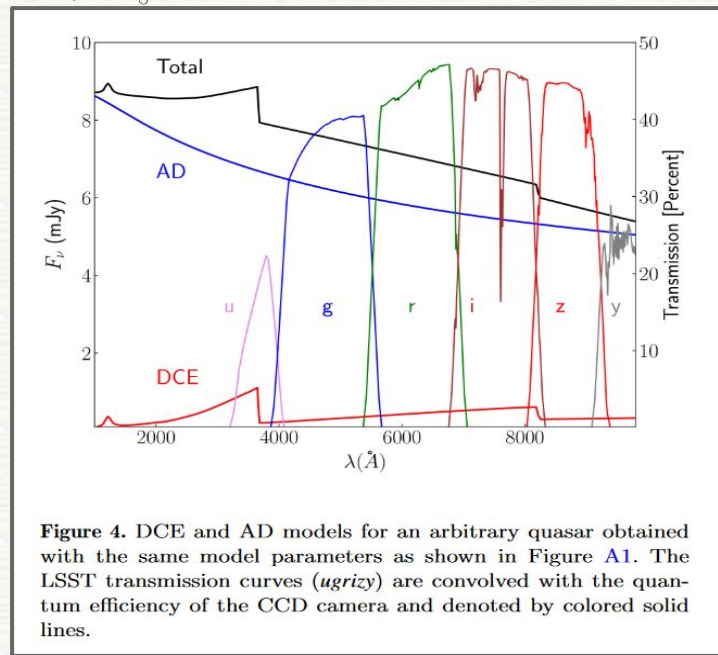 10
50
Total
8
40
AD
6
30
Fν (mJy)
Transmission [Percent]
4
20
u
g
r
i
z
y
2
10
DCE
2000
4000
6000
8000
λ(Å)
Figure 4. DCE and AD models for an arbitrary quasar obtained
with the same model parameters as shown in Figure A1. The
LSST transmission curves (ugrizy) are convolved with the quan-
tum efficiency of the CCD camera and denoted by colored solid
lines.